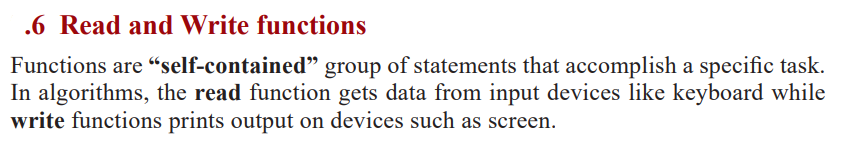 .6 Read and Write functions
Functions are “self-contained” group of statements that accomplish a specific task.
In algorithms, the read function gets data from input devices like keyboard while
write functions prints output on devices such as screen.